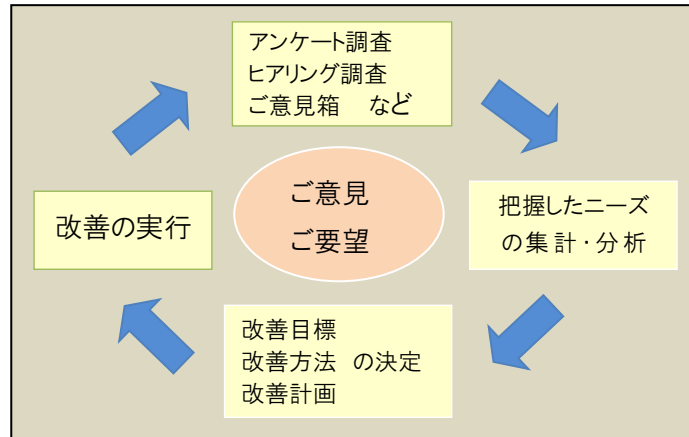 アンケート調査
ヒアリング調査
ご意見箱　など
ご意見
ご要望
改善の実行
把握したニーズ
の集計・分析
改善目標
改善方法　の決定
改善計画